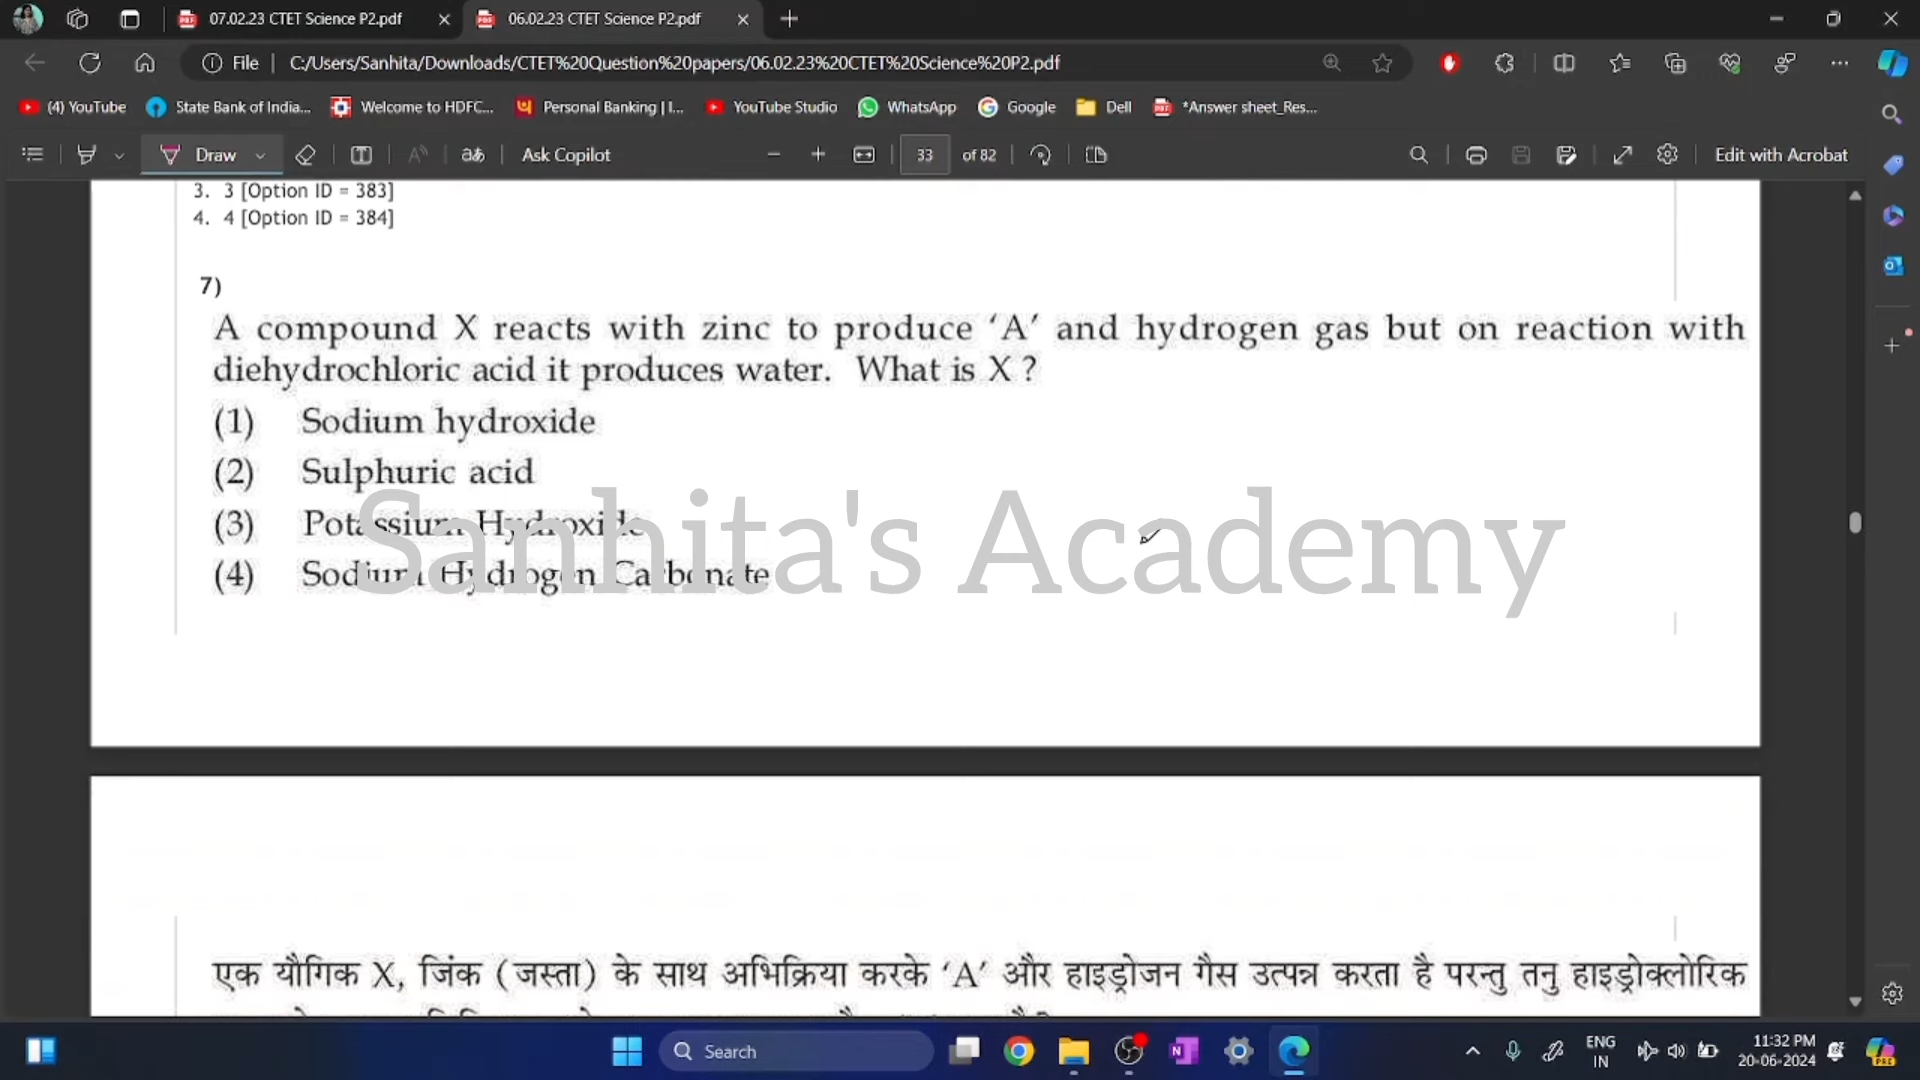 07.02.23 CTET Science P2.pdf
06.02.23 CTET Science P2.pdf
File
C:/Users/Sanhita/Downloads/CTET%20Question%20papers/06.02.23%20CTET%20Science%20P2.pdf
(4) YouTube
State Bank of India...
Welcome to HDFC...
Personal Banking | I...
YouTube Studio
WhatsApp
Google
Dell
*Answer sheet_Res...
Draw
Ask Copilot
33
of 82
Edit with Acrobat
3. 3 [Option ID = 383]
4. 4 [Option ID = 384]
7)
A compound X reacts with zinc to produce ‘A’ and hydrogen gas but on reaction with
diehydrochloric acid it produces water. What is X ?
(1) Sodium hydroxide
(2) Sulphuric acid
(3) Potassium Hydroxide
(4) Sodium Hydrogen Carbonate
Sanhita's Academy
एक यौगिक X, जिंक (जस्ता) के साथ अभिक्रिया करके ‘A’ और हाइड्रोजन गैस उत्पन्न करता है परन्तु तनु हाइड्रोक्लोरिक
Search
ENG
IN
11:32 PM
20-06-2024